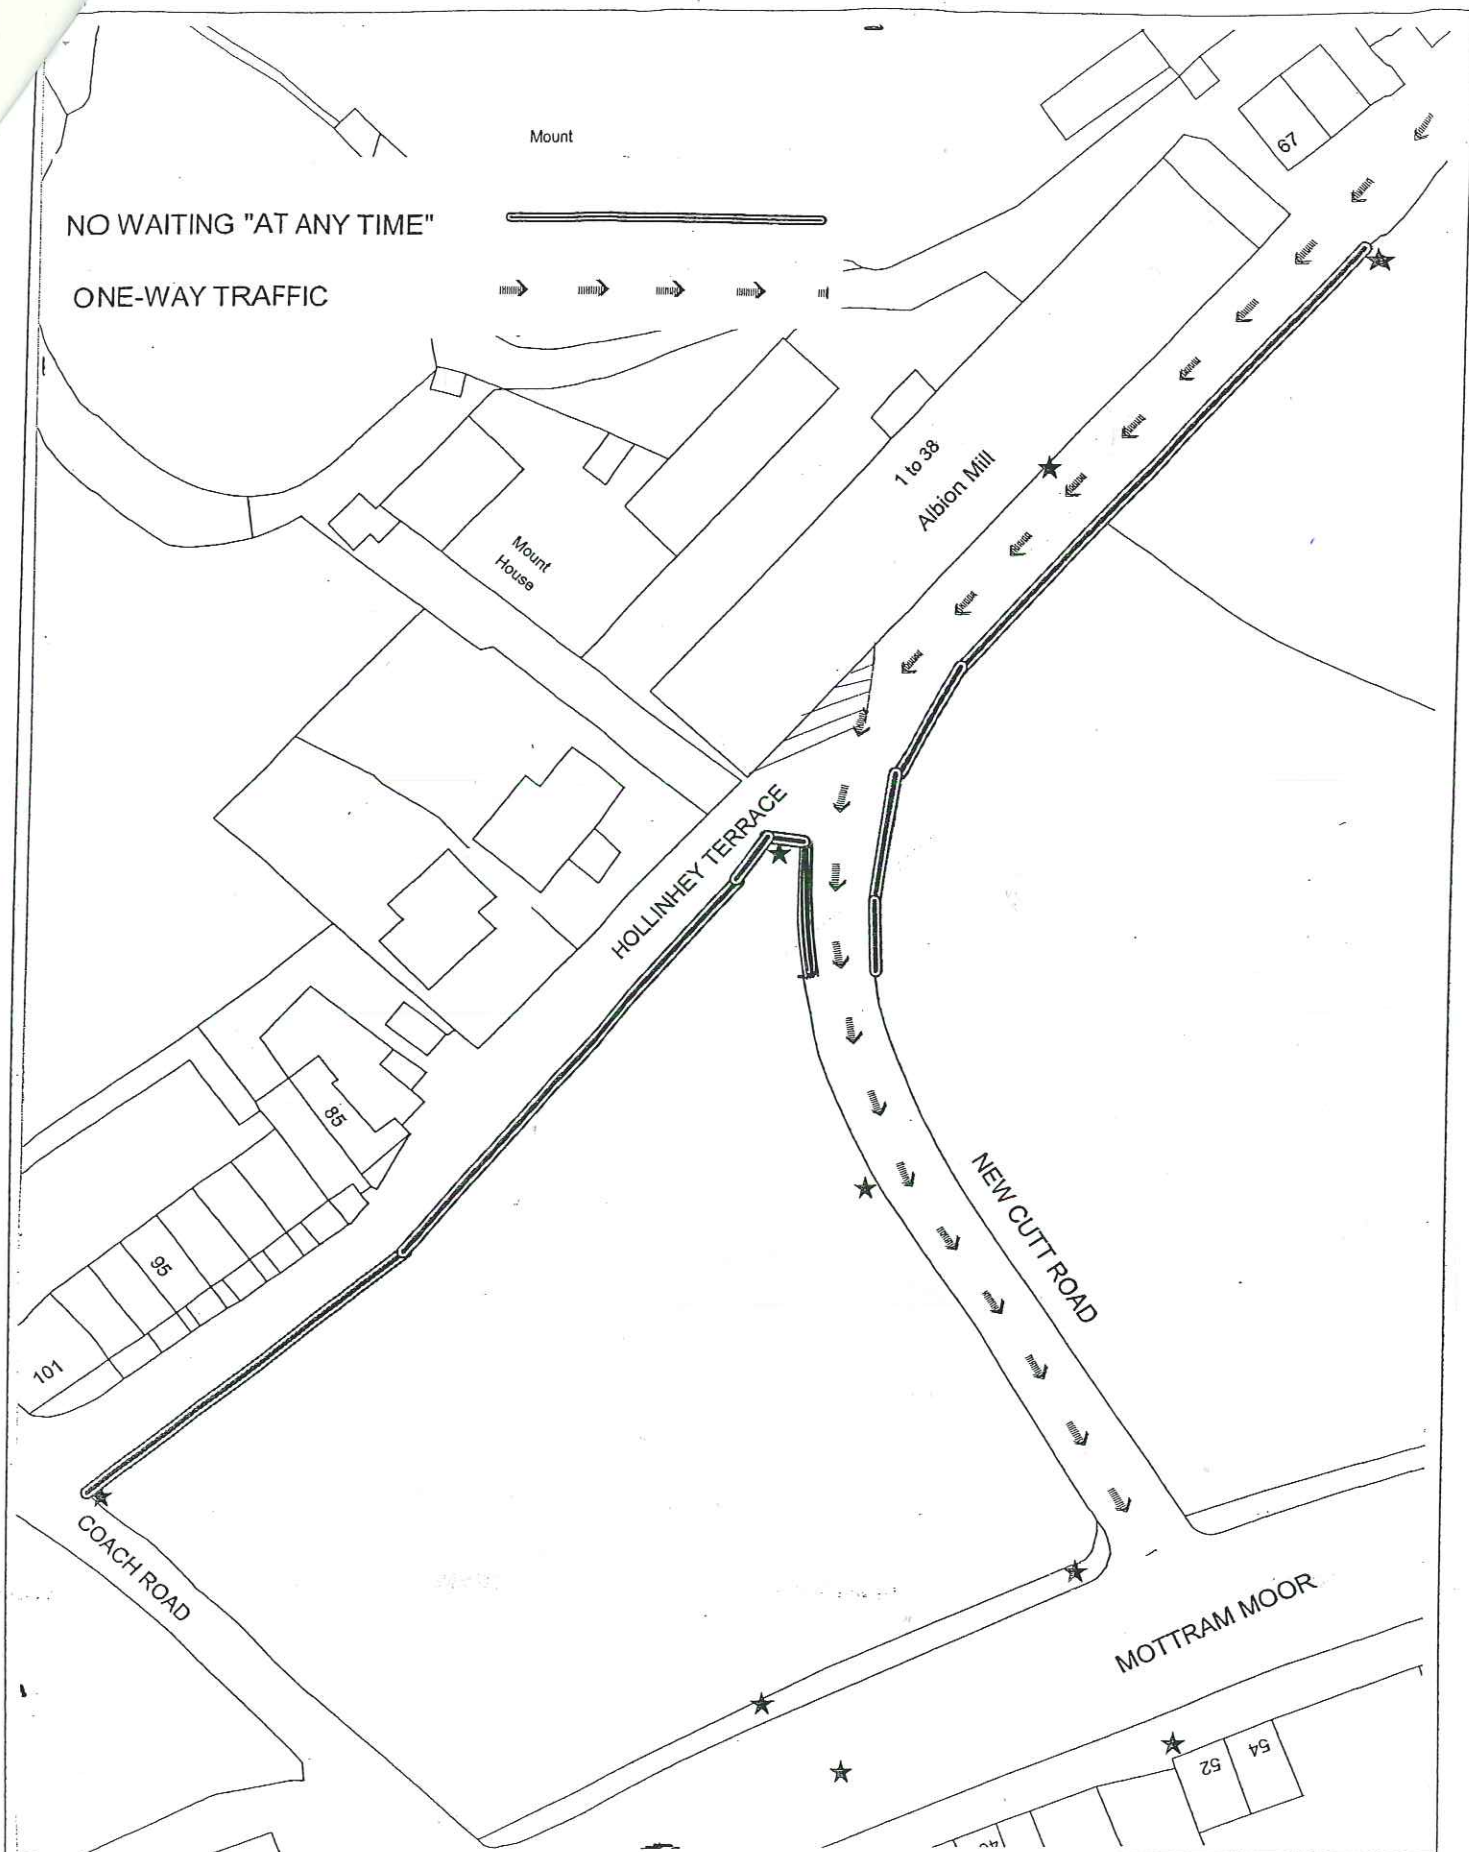 Mount
67
NO WAITING "AT ANY TIME"
ONE-WAY TRAFFIC
1 to 38
Albion Mill
Mount
House
HOLLINHEY TERRACE
85
95
101
NEW CUTT ROAD
COACH ROAD
MOTTRAM MOOR
52
54